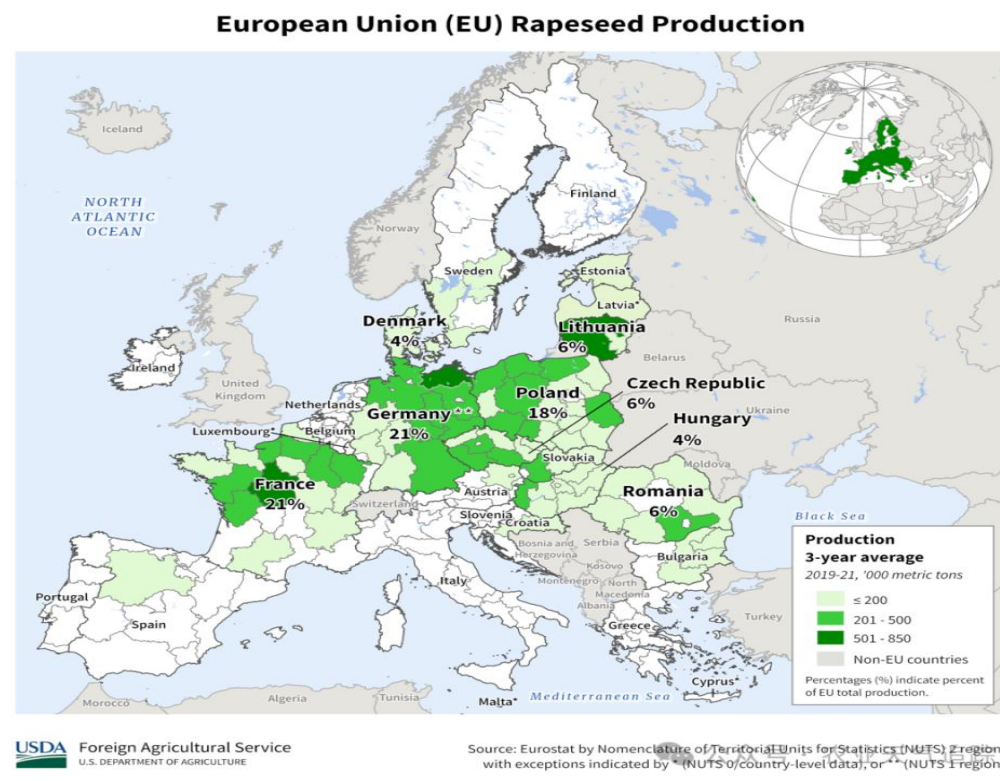 European Union (EU) Rapeseed Production
Iceland
NORTH
ATLANTIC
OCEAN
Norway
Finland
Sweden
Estonia*
Latvia*
Denmark
4%
Lithuania
6%
Russia
Ireland
United
Kingdom
Belarus
Netherlands
Germany**
21%
Poland
18%
Czech Republic
6%
Ukraine
Hungary
4%
Luxembourg*
Belgium
Slovakia
Moldova
France
21%
Switzerland
Austria
Slovenia
Croatia
Romania
6%
Black Sea
Bosnia and
Herzegovina
Serbia
Kosovo
Bulgaria
Montenegro
North
Macedonia
Albania
Italy
Portugal
Spain
Greece
Turkey
Cyprus*
Malta*
Mediterranean Sea
Morocco
Algeria
Tunisia
Production
3-year average
2019-21, '000 metric tons
≤ 200
201 - 500
501 - 850
Non-EU countries
Percentages (%) indicate percent
of EU total production.
USDA
Foreign Agricultural Service
U.S. DEPARTMENT OF AGRICULTURE
Source: Eurostat by Nomenclature of Territorial Units for Statistics (NUTS) 2 region
with exceptions indicated by *(NUTS 0/country-level data), or **(NUTS 1 region